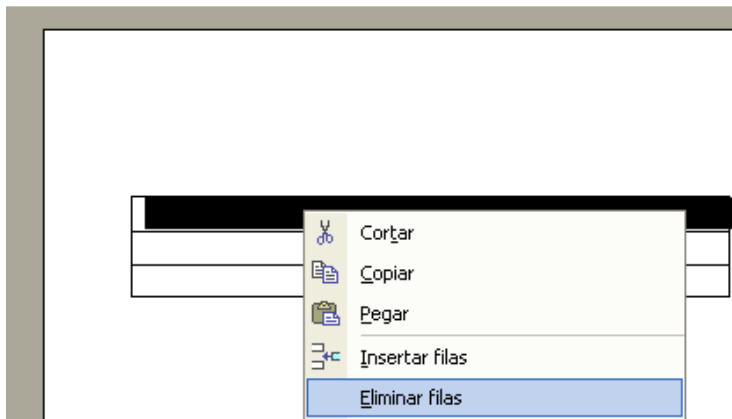 Cortar
Copiar
Pegar
Insertar filas
Eliminar filas